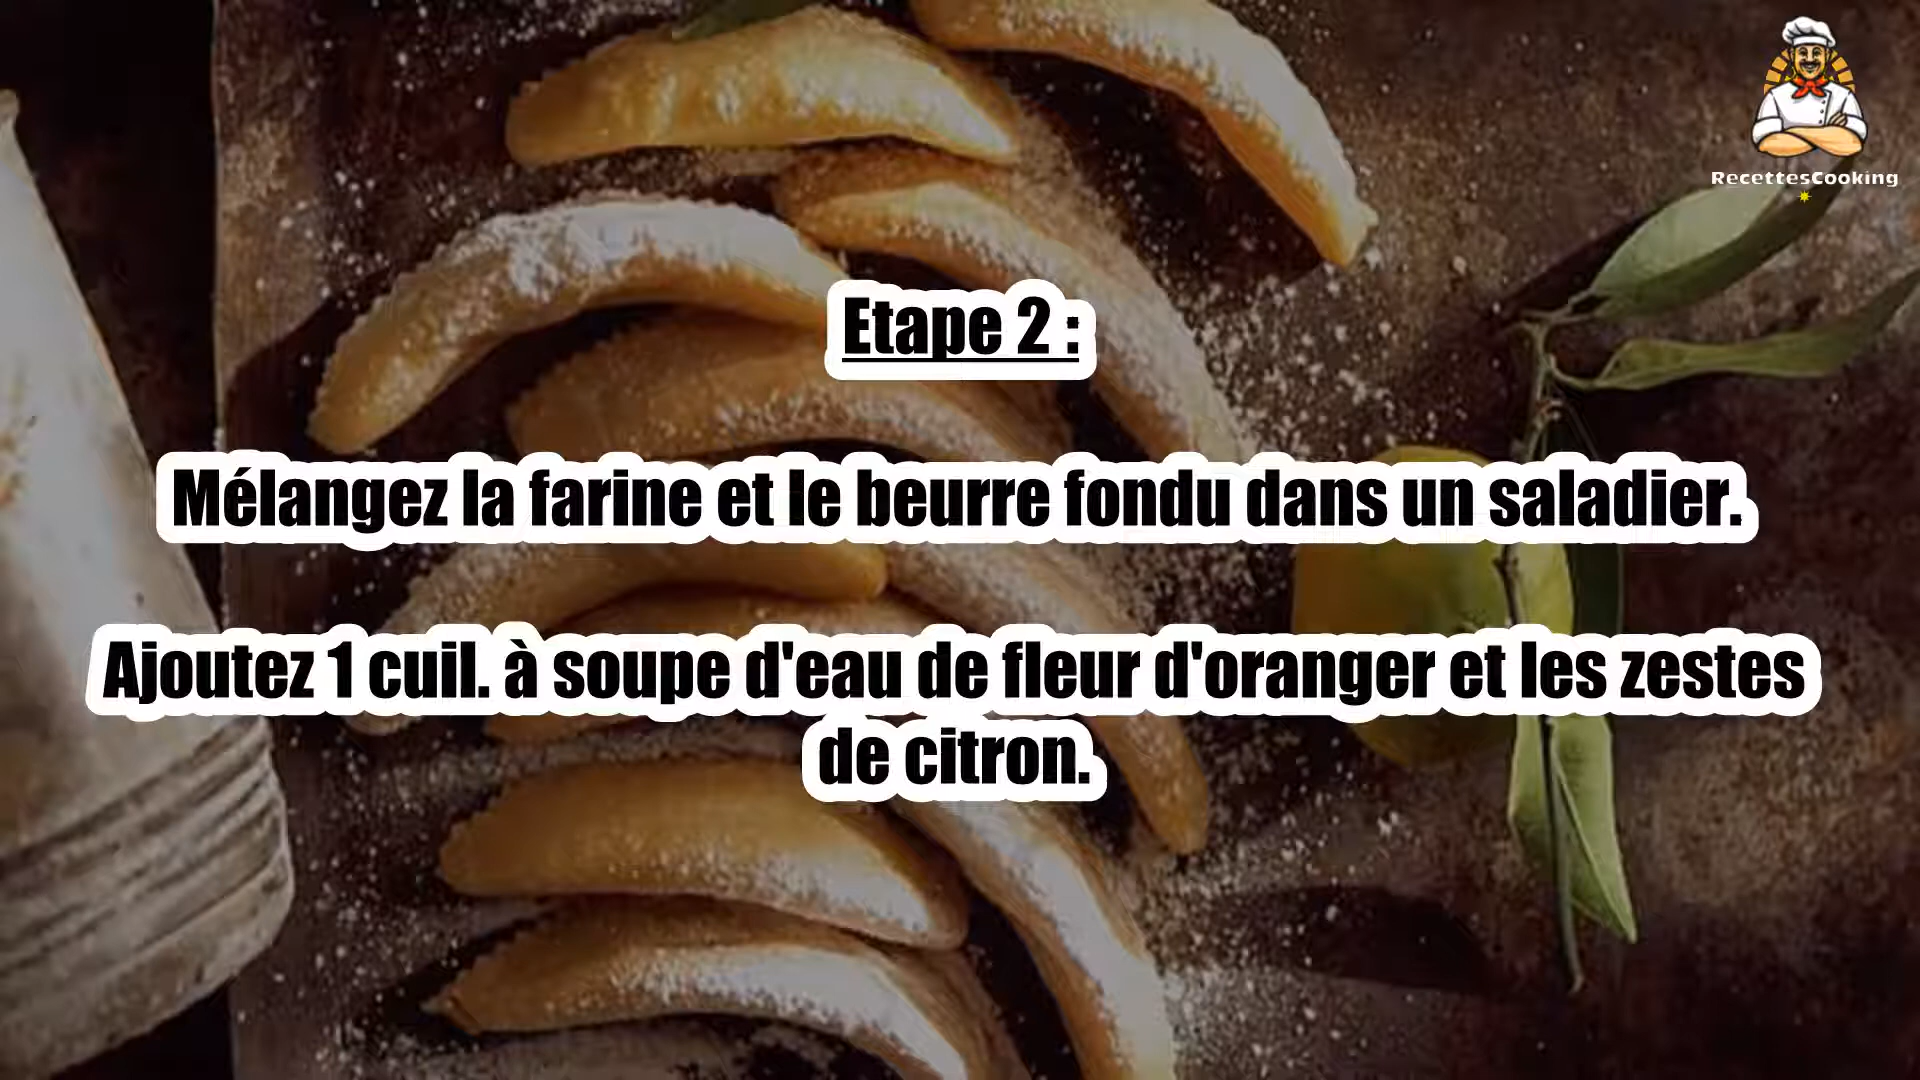 RecettesCooking
Etape 2 :
Mélangez la farine et le beurre fondu dans un saladier.
Ajoutez 1 cuil. à soupe d'eau de fleur d'oranger et les zestes
de citron.